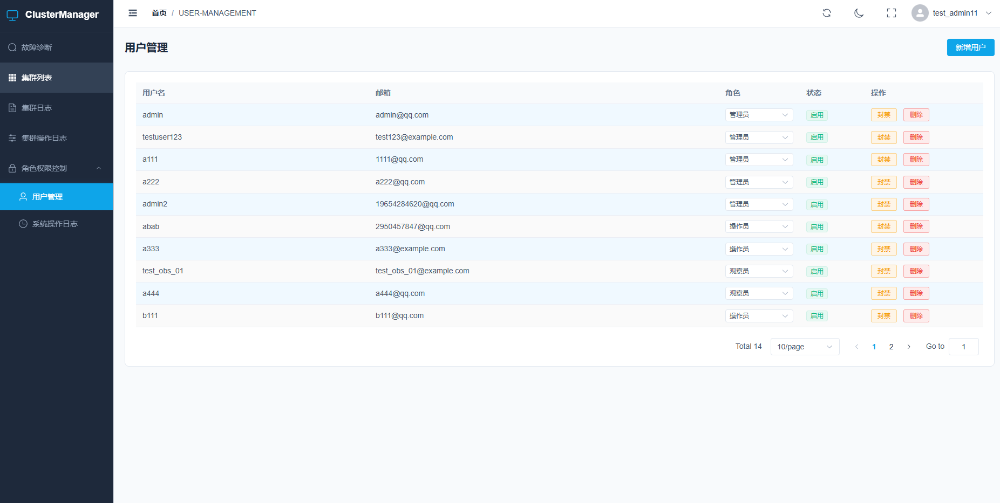 ClusterManager
故障诊断
集群列表
集群日志
集群操作日志
角色权限控制
用户管理
系统操作日志
首页 / USER-MANAGEMENT
test_admin11
用户管理
新增用户
用户名 邮箱 角色 状态 操作
admin admin@qq.com 管理员 启用 封禁 删除
testuser123 test123@example.com 管理员 启用 封禁 删除
a111 1111@qq.com 管理员 启用 封禁 删除
a222 a222@qq.com 管理员 启用 封禁 删除
admin2 19654284620@qq.com 管理员 启用 封禁 删除
abab 2950457847@qq.com 操作员 启用 封禁 删除
a333 a333@example.com 操作员 启用 封禁 删除
test_obs_01 test_obs_01@example.com 观察员 启用 封禁 删除
a444 a444@qq.com 观察员 启用 封禁 删除
b111 b111@qq.com 操作员 启用 封禁 删除
Total 14 10/page 1 2 Go to 1